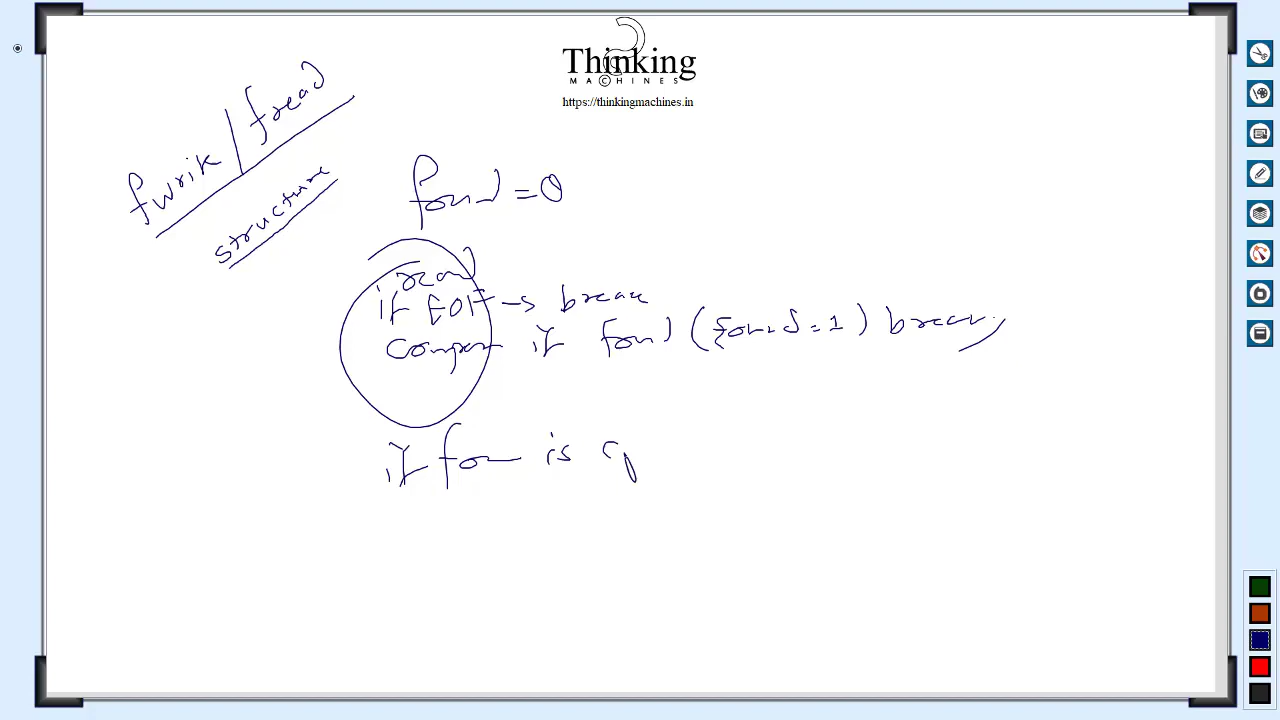 Thinking
MACHINES
https://thinkingmachines.in
fwrite/fread
structure
found = 0
read
if EOF → break
compare if found (found = 1) break;
if found is